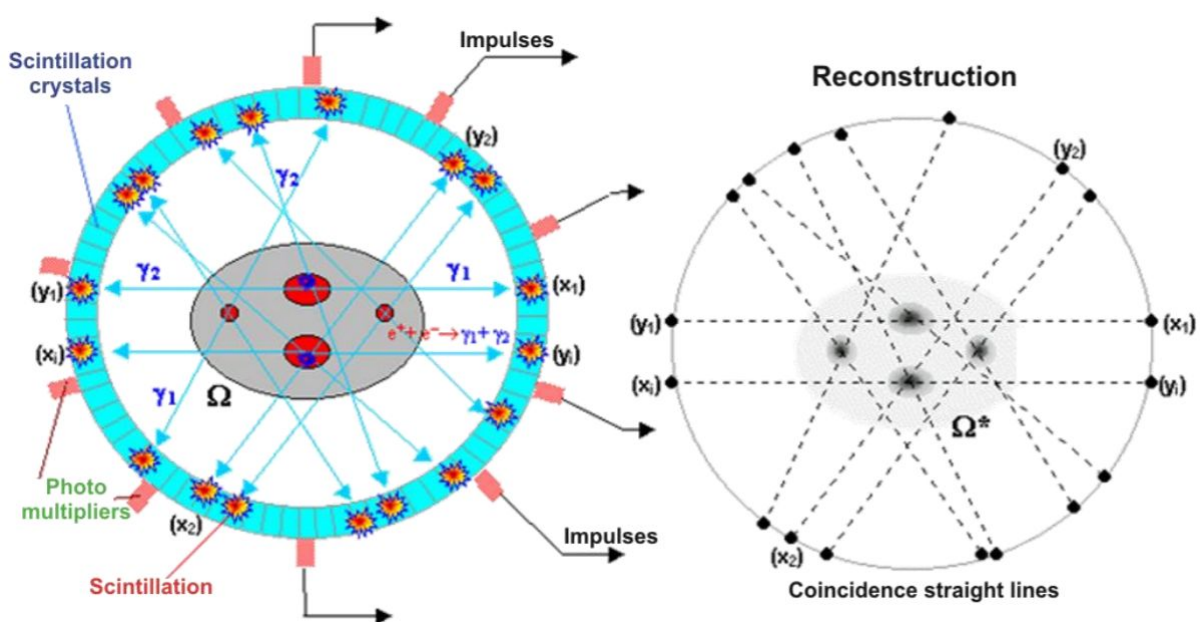 Impulses
Scintillation
crystals
(y₂)
γ₂
γ₂
γ₁
(y₁)
(x₁)
e⁺+ e⁻→γ₁+ γ₂
(xᵢ)
(yᵢ)
γ₁
Ω
Photo
multipliers
(x₂)
Impulses
Scintillation
Reconstruction
(y₂)
(y₁)
(x₁)
(xᵢ)
(yᵢ)
Ω*
(x₂)
Coincidence straight lines